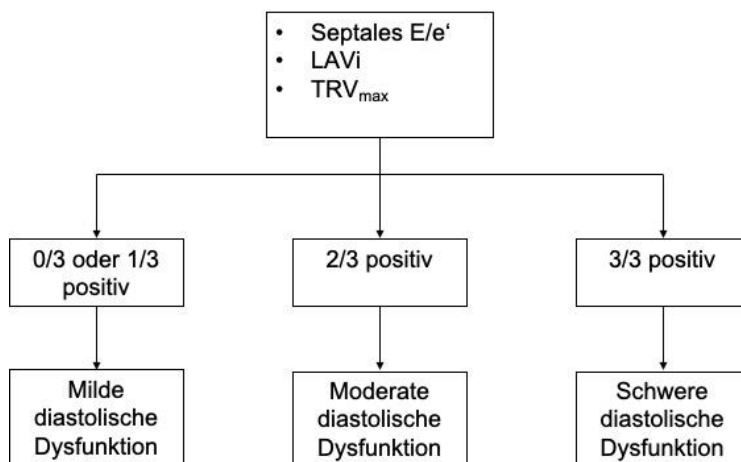 • Septales E/e‘
• LAVi
• TRVmax
0/3 oder 1/3
positiv
2/3 positiv
3/3 positiv
Milde
diastolische
Dysfunktion
Moderate
diastolische
Dysfunktion
Schwere
diastolische
Dysfunktion